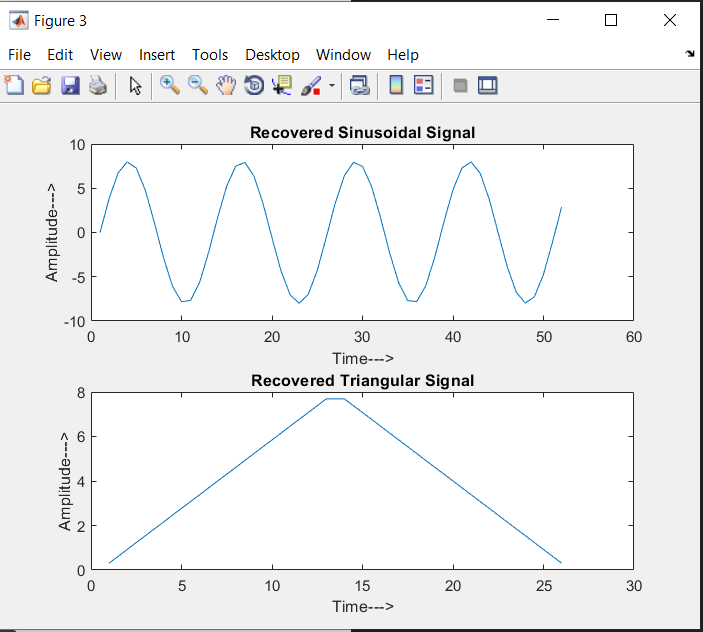 Figure 3
File Edit View Insert Tools Desktop Window Help
Recovered Sinusoidal Signal
10
5
0
-5
-10
Amplitude--->
0 10 20 30 40 50 60
Time--->
Recovered Triangular Signal
8
6
4
2
0
Amplitude--->
0 5 10 15 20 25 30
Time--->